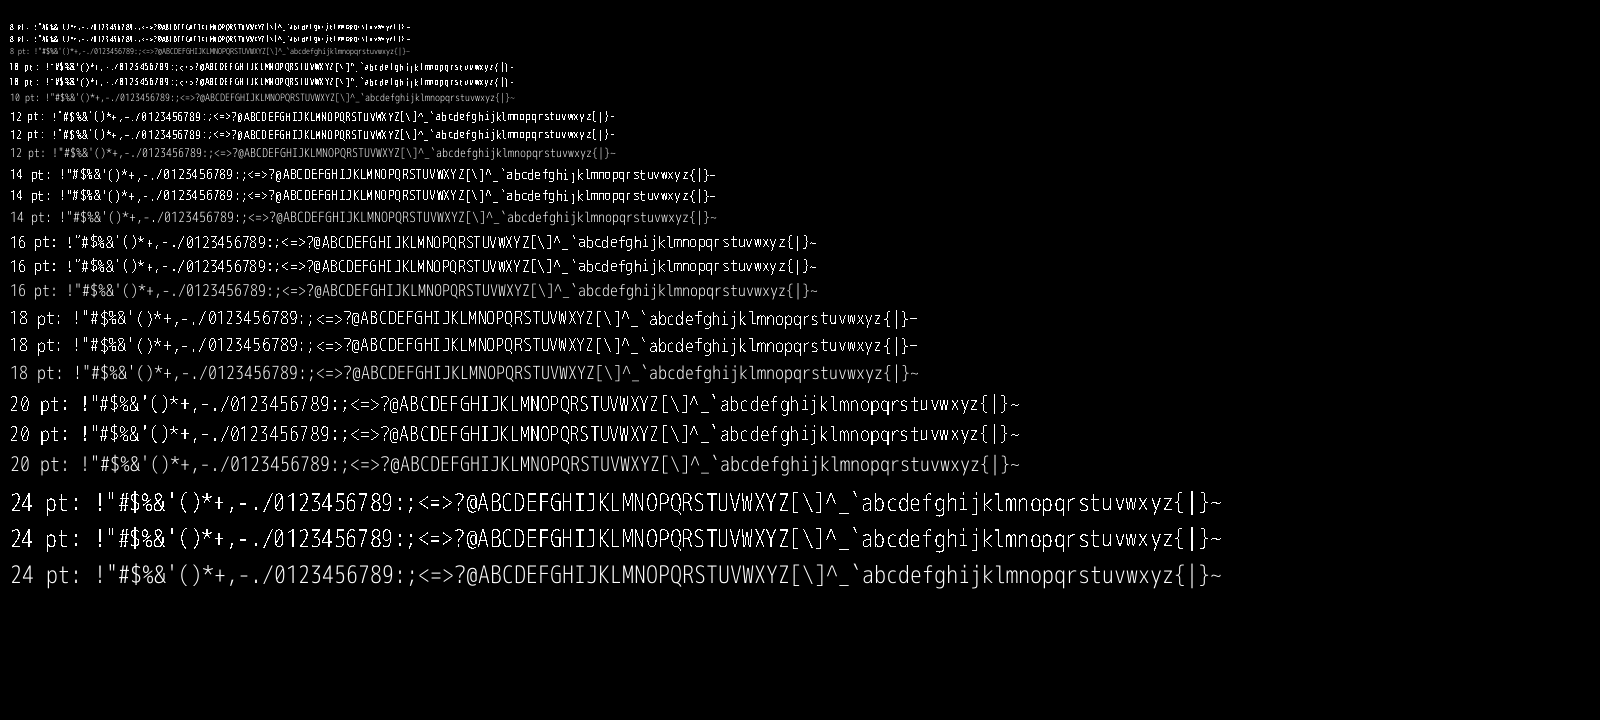 8 pt: !"#$%&'()*+,-./0123456789:;<=>?@ABCDEFGHIJKLMNOPQRSTUVWXYZ[\]^_`abcdefghijklmnopqrstuvwxyz{|}~
8 pt: !"#$%&'()*+,-./0123456789:;<=>?@ABCDEFGHIJKLMNOPQRSTUVWXYZ[\]^_`abcdefghijklmnopqrstuvwxyz{|}~
8 pt: !"#$%&'()*+,-./0123456789:;<=>?@ABCDEFGHIJKLMNOPQRSTUVWXYZ[\]^_`abcdefghijklmnopqrstuvwxyz{|}~
10 pt: !"#$%&'()*+,-./0123456789:;<=>?@ABCDEFGHIJKLMNOPQRSTUVWXYZ[\]^_`abcdefghijklmnopqrstuvwxyz{|}~
10 pt: !"#$%&'()*+,-./0123456789:;<=>?@ABCDEFGHIJKLMNOPQRSTUVWXYZ[\]^_`abcdefghijklmnopqrstuvwxyz{|}~
10 pt: !"#$%&'()*+,-./0123456789:;<=>?@ABCDEFGHIJKLMNOPQRSTUVWXYZ[\]^_`abcdefghijklmnopqrstuvwxyz{|}~
12 pt: !"#$%&'()*+,-./0123456789:;<=>?@ABCDEFGHIJKLMNOPQRSTUVWXYZ[\]^_`abcdefghijklmnopqrstuvwxyz{|}~
12 pt: !"#$%&'()*+,-./0123456789:;<=>?@ABCDEFGHIJKLMNOPQRSTUVWXYZ[\]^_`abcdefghijklmnopqrstuvwxyz{|}~
12 pt: !"#$%&'()*+,-./0123456789:;<=>?@ABCDEFGHIJKLMNOPQRSTUVWXYZ[\]^_`abcdefghijklmnopqrstuvwxyz{|}~
14 pt: !"#$%&'()*+,-./0123456789:;<=>?@ABCDEFGHIJKLMNOPQRSTUVWXYZ[\]^_`abcdefghijklmnopqrstuvwxyz{|}~
14 pt: !"#$%&'()*+,-./0123456789:;<=>?@ABCDEFGHIJKLMNOPQRSTUVWXYZ[\]^_`abcdefghijklmnopqrstuvwxyz{|}~
14 pt: !"#$%&'()*+,-./0123456789:;<=>?@ABCDEFGHIJKLMNOPQRSTUVWXYZ[\]^_`abcdefghijklmnopqrstuvwxyz{|}~
16 pt: !"#$%&'()*+,-./0123456789:;<=>?@ABCDEFGHIJKLMNOPQRSTUVWXYZ[\]^_`abcdefghijklmnopqrstuvwxyz{|}~
16 pt: !"#$%&'()*+,-./0123456789:;<=>?@ABCDEFGHIJKLMNOPQRSTUVWXYZ[\]^_`abcdefghijklmnopqrstuvwxyz{|}~
16 pt: !"#$%&'()*+,-./0123456789:;<=>?@ABCDEFGHIJKLMNOPQRSTUVWXYZ[\]^_`abcdefghijklmnopqrstuvwxyz{|}~
18 pt: !"#$%&'()*+,-./0123456789:;<=>?@ABCDEFGHIJKLMNOPQRSTUVWXYZ[\]^_`abcdefghijklmnopqrstuvwxyz{|}~
18 pt: !"#$%&'()*+,-./0123456789:;<=>?@ABCDEFGHIJKLMNOPQRSTUVWXYZ[\]^_`abcdefghijklmnopqrstuvwxyz{|}~
18 pt: !"#$%&'()*+,-./0123456789:;<=>?@ABCDEFGHIJKLMNOPQRSTUVWXYZ[\]^_`abcdefghijklmnopqrstuvwxyz{|}~
20 pt: !"#$%&'()*+,-./0123456789:;<=>?@ABCDEFGHIJKLMNOPQRSTUVWXYZ[\]^_`abcdefghijklmnopqrstuvwxyz{|}~
20 pt: !"#$%&'()*+,-./0123456789:;<=>?@ABCDEFGHIJKLMNOPQRSTUVWXYZ[\]^_`abcdefghijklmnopqrstuvwxyz{|}~
20 pt: !"#$%&'()*+,-./0123456789:;<=>?@ABCDEFGHIJKLMNOPQRSTUVWXYZ[\]^_`abcdefghijklmnopqrstuvwxyz{|}~
24 pt: !"#$%&'()*+,-./0123456789:;<=>?@ABCDEFGHIJKLMNOPQRSTUVWXYZ[\]^_`abcdefghijklmnopqrstuvwxyz{|}~
24 pt: !"#$%&'()*+,-./0123456789:;<=>?@ABCDEFGHIJKLMNOPQRSTUVWXYZ[\]^_`abcdefghijklmnopqrstuvwxyz{|}~
24 pt: !"#$%&'()*+,-./0123456789:;<=>?@ABCDEFGHIJKLMNOPQRSTUVWXYZ[\]^_`abcdefghijklmnopqrstuvwxyz{|}~